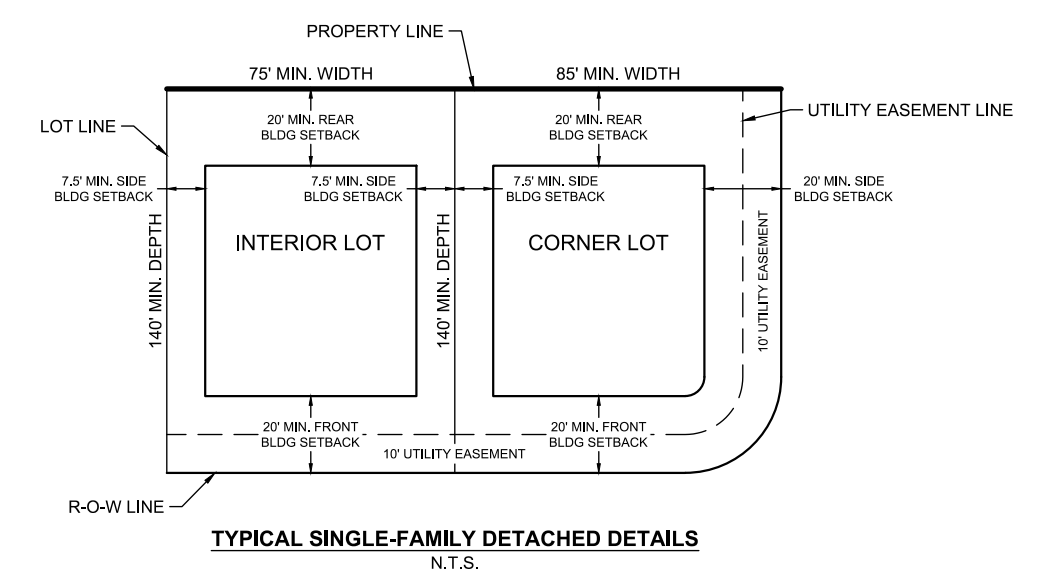 PROPERTY LINE
75' MIN. WIDTH
85' MIN. WIDTH
UTILITY EASEMENT LINE
LOT LINE
20' MIN. REAR
BLDG SETBACK
20' MIN. REAR
BLDG SETBACK
7.5' MIN. SIDE
BLDG SETBACK
7.5' MIN. SIDE
BLDG SETBACK
7.5' MIN. SIDE
BLDG SETBACK
20' MIN. SIDE
BLDG SETBACK
INTERIOR LOT
CORNER LOT
140' MIN. DEPTH
140' MIN. DEPTH
10' UTILITY EASEMENT
20' MIN. FRONT
BLDG SETBACK
20' MIN. FRONT
BLDG SETBACK
10' UTILITY EASEMENT
R-O-W LINE
TYPICAL SINGLE-FAMILY DETACHED DETAILS
N.T.S.